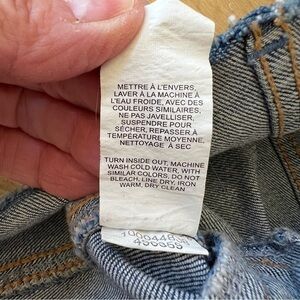 METTRE À L'ENVERS,
LAVER À LA MACHINE À
L'EAU FROIDE, AVEC DES
COULEURS SIMILAIRES,
NE PAS JAVELLISER,
SUSPENDRE POUR
SÉCHER, REPASSER À
TEMPÉRATURE MOYENNE,
NETTOYAGE À SEC
TURN INSIDE OUT, MACHINE
WASH COLD WATER, WITH
SIMILAR COLORS, DO NOT
BLEACH, LINE DRY, IRON
WARM, DRY CLEAN